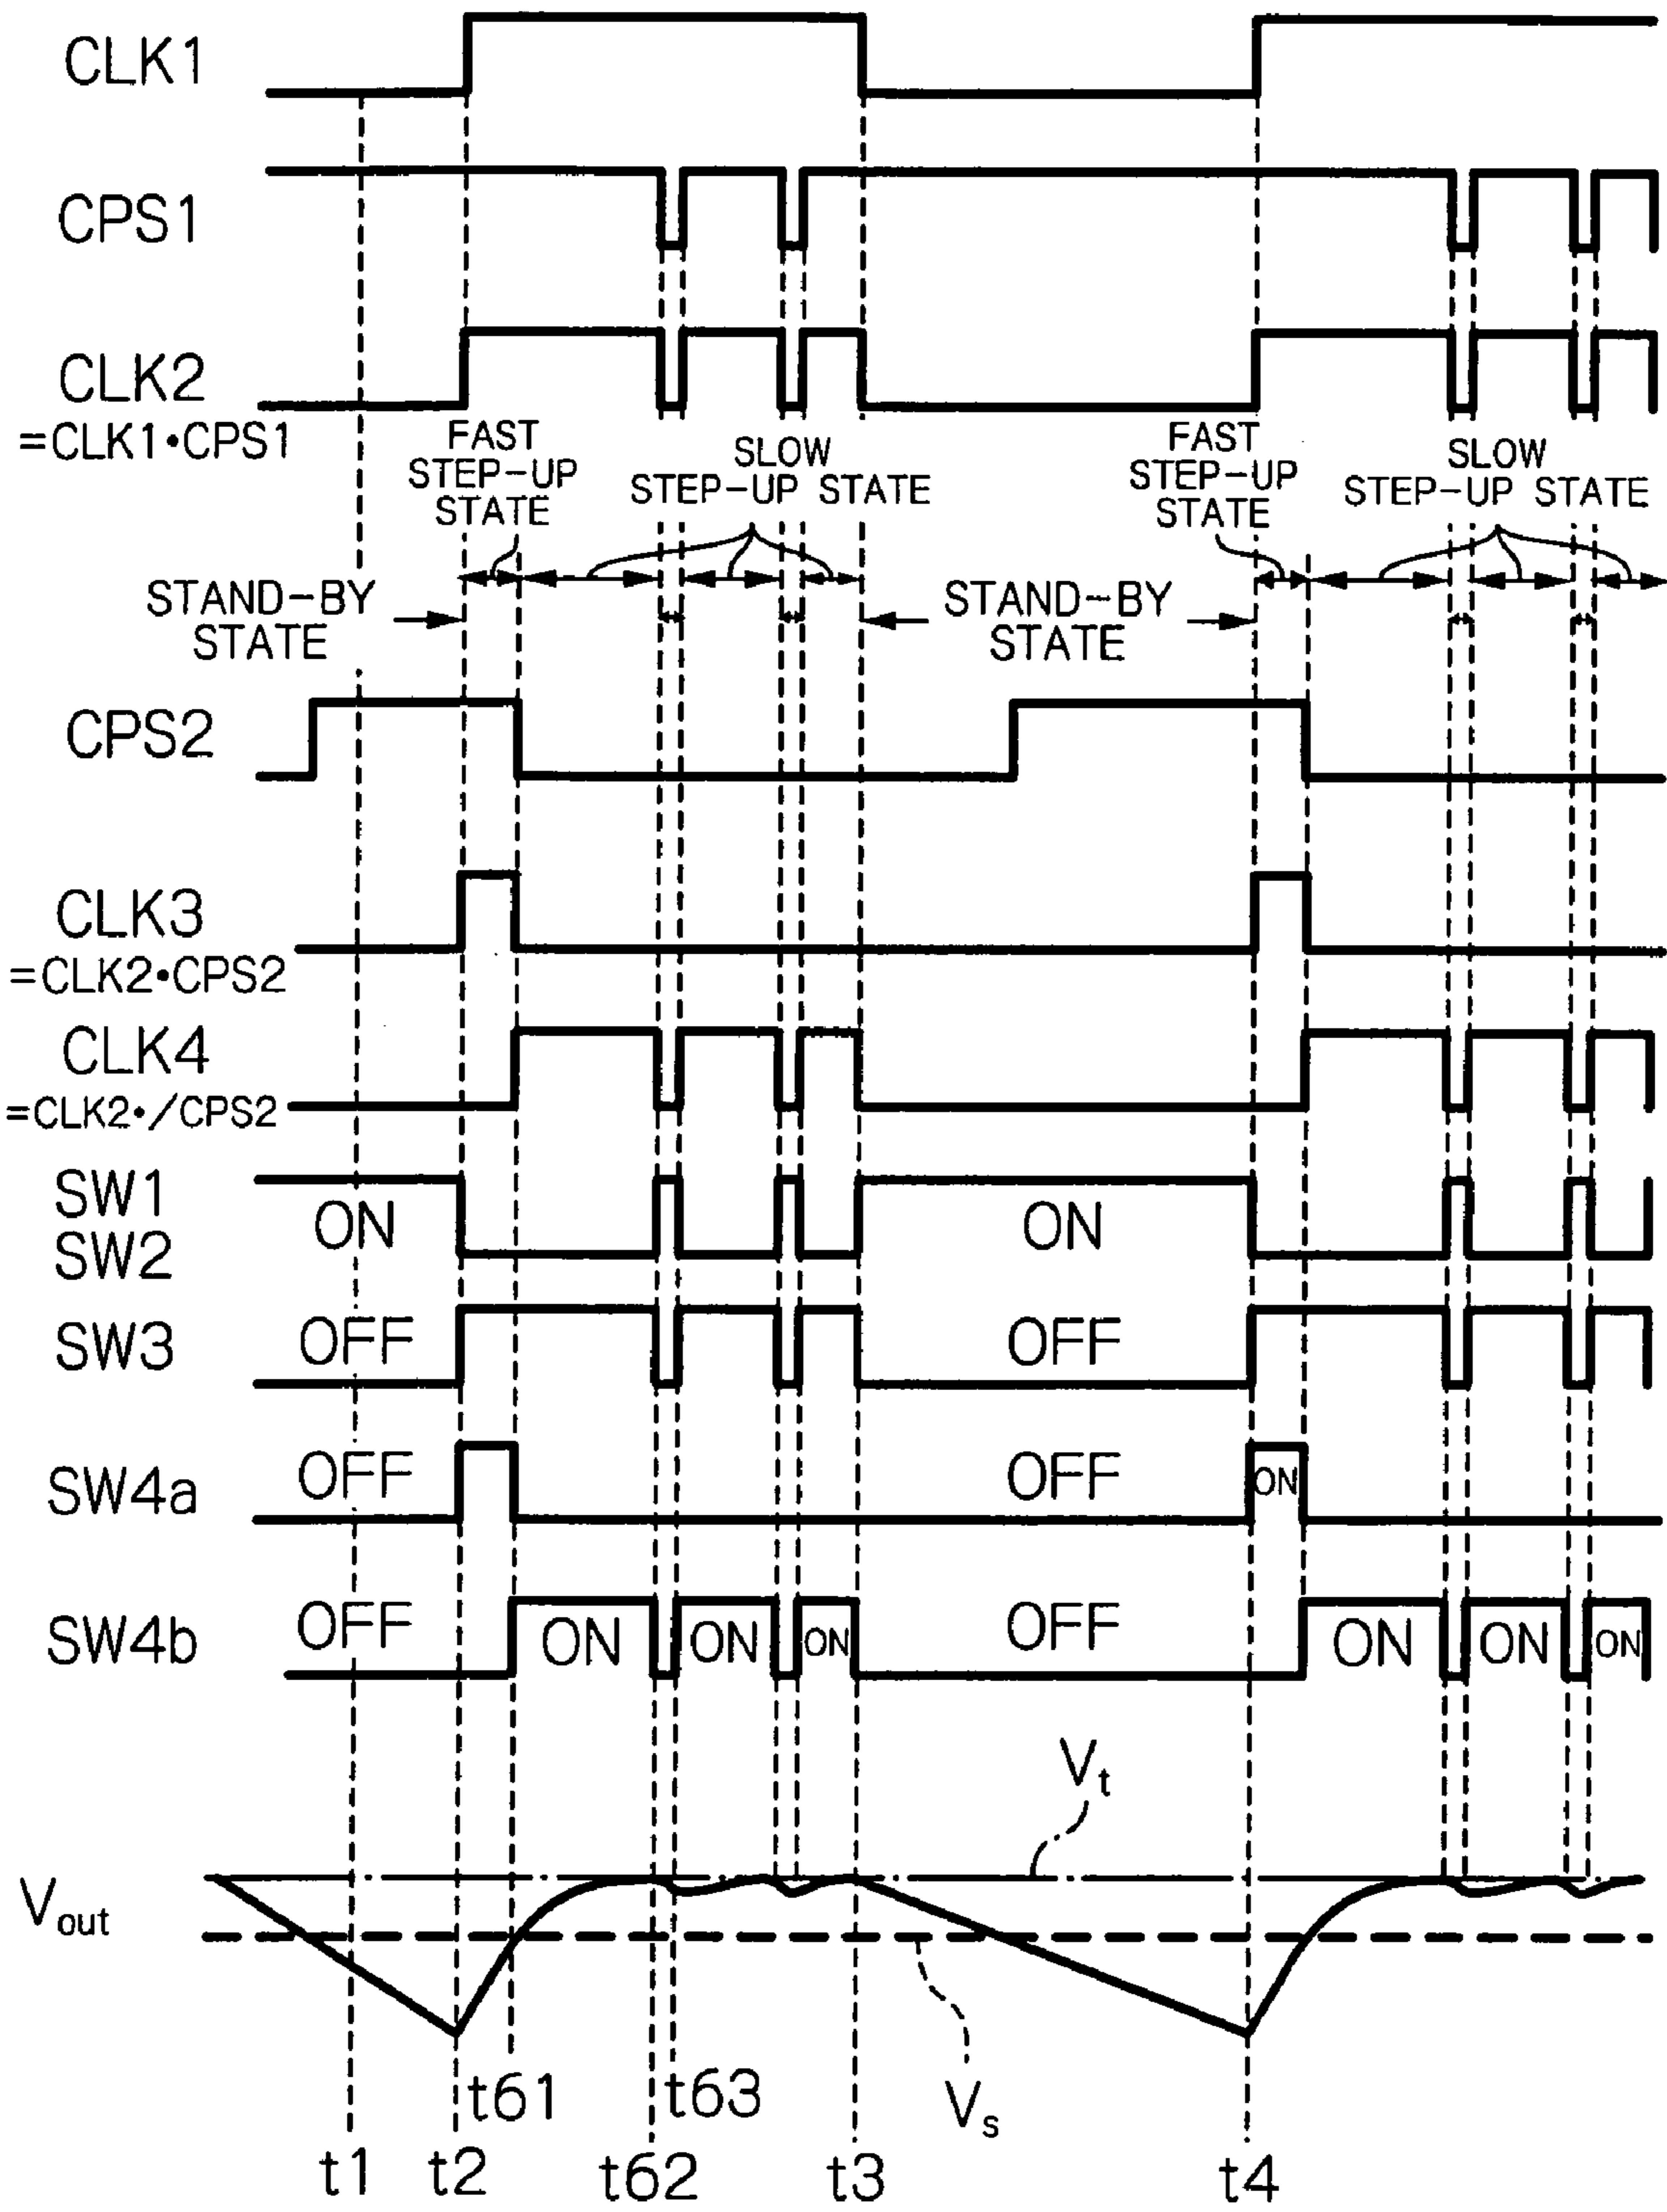 CLK1
CPS1
CLK2
=CLK1•CPS1
FAST
STEP-UP
STATE
SLOW
STEP-UP STATE
FAST
STEP-UP
STATE
SLOW
STEP-UP STATE
STAND-BY
STATE
STAND-BY
STATE
CPS2
CLK3
=CLK2•CPS2
CLK4
=CLK2•/CPS2
SW1
SW2
ON
ON
SW3
OFF
OFF
SW4a
OFF
OFF
ON
SW4b
OFF
ON
ON
ON
OFF
ON
ON
ON
Vt
Vout
Vs
t61
t63
t1
t2
t62
t3
t4